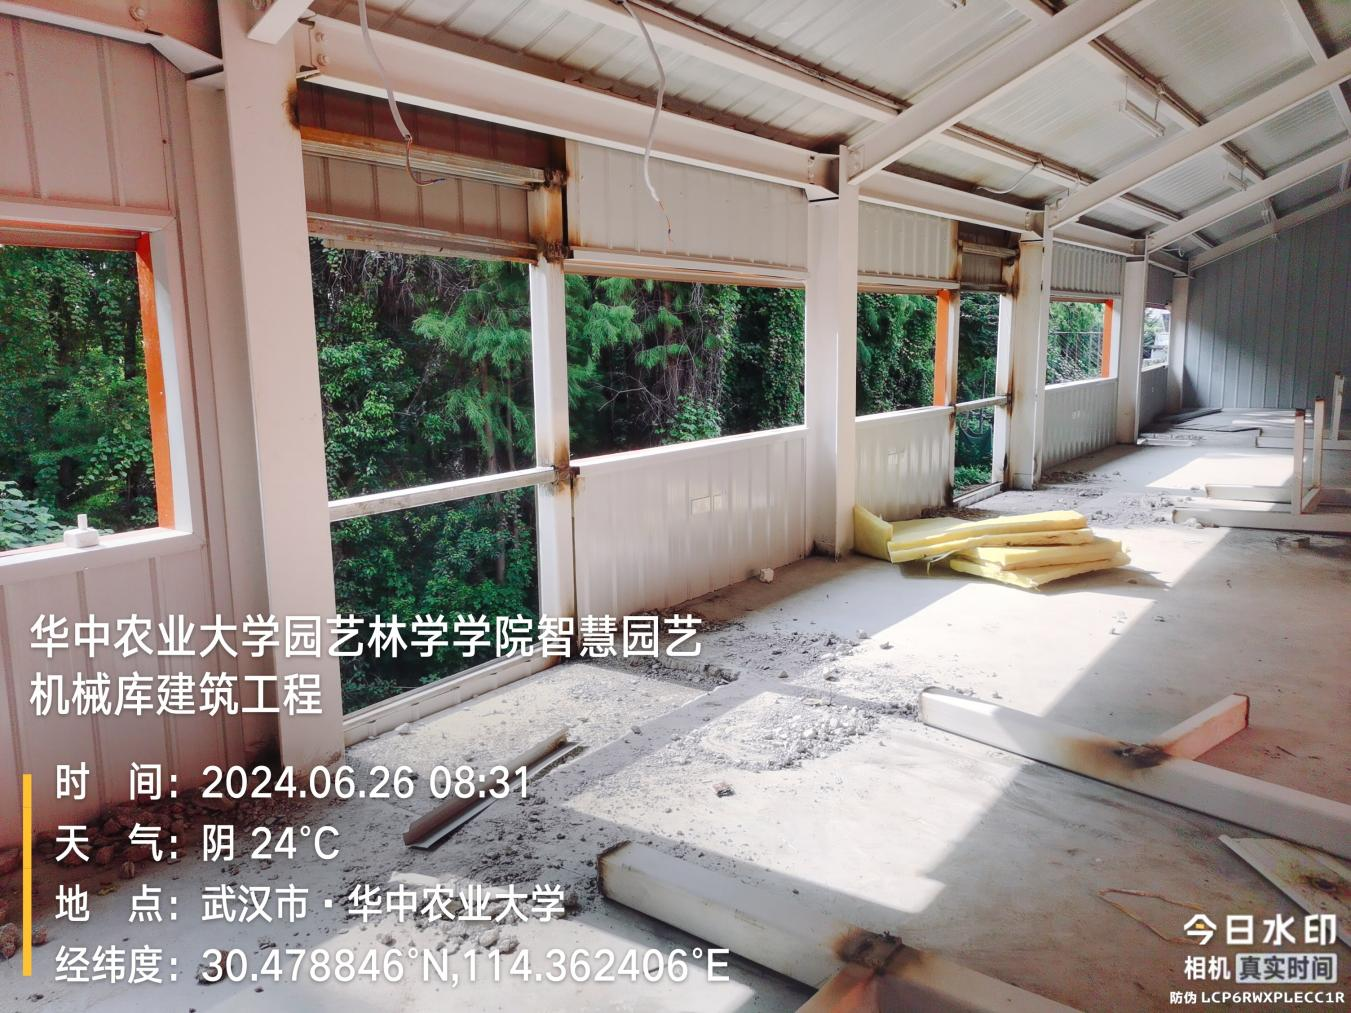 华中农业大学园艺林学学院智慧园艺
机械库建筑工程
时 间：2024.06.26 08:31
天 气：阴 24℃
地 点：武汉市·华中农业大学
经纬度：30.478846°N,114.362406°E
今日水印
相机 真实时间
防伪 LCP6RWXPLECC1R